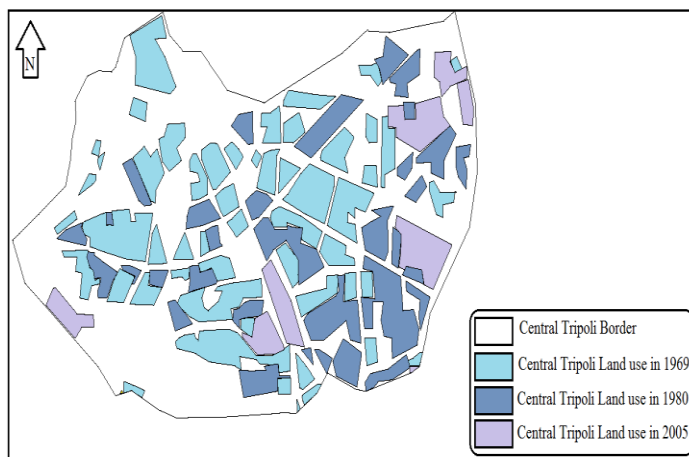 N
Central Tripoli Border
Central Tripoli Land use in 1969
Central Tripoli Land use in 1980
Central Tripoli Land use in 2005